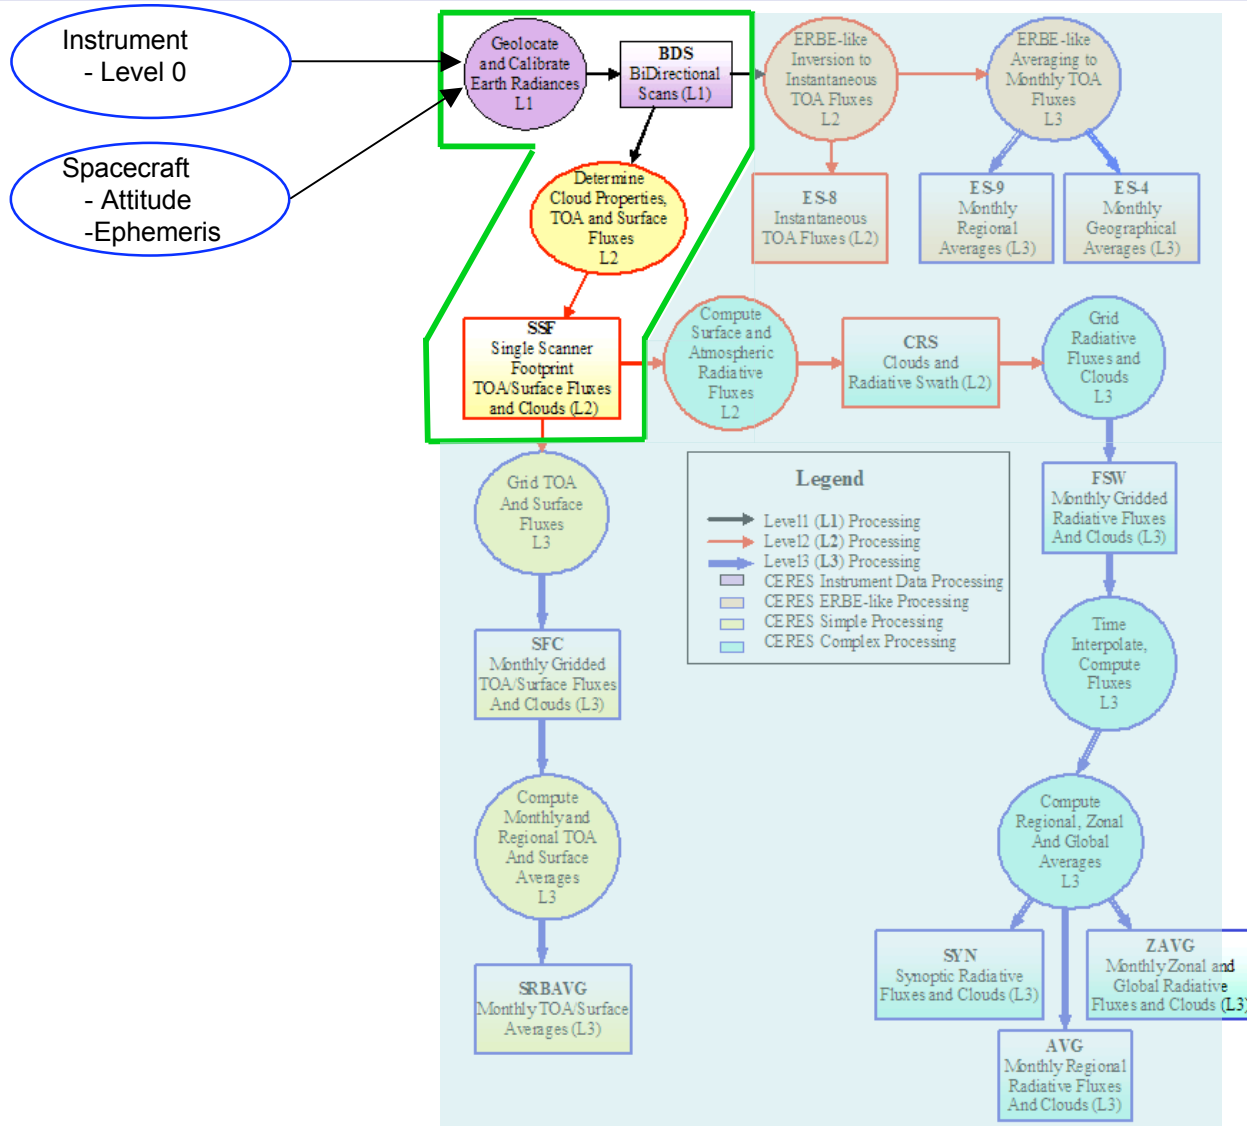 Instrument
- Level 0
Spacecraft
- Attitude
-Ephemeris
Geolocate
and Calibrate
Earth Radiances
L1
BDS
BiDirectional
Scans (L1)
ERBE-like
Inversion to
Instantaneous
TOA Fluxes
L2
ERBE-like
Averaging to
Monthly TOA
Fluxes
L3
Determine
Cloud Properties,
TOA and Surface
Fluxes
L2
ES-8
Instantaneous
TOA Fluxes (L2)
ES-9
Monthly
Regional
Averages (L3)
ES-4
Monthly
Geographical
Averages (L3)
SSF
Single Scanner
Footprint
TOA/Surface Fluxes
and Clouds (L2)
Compute
Surface and
Atmospheric
Radiative
Fluxes
L2
CRS
Clouds and
Radiative Swath (L2)
Grid
Radiative
Fluxes and
Clouds
L3
Grid TOA
And Surface
Fluxes
L3
Legend
Level1 (L1) Processing
Level2 (L2) Processing
Level3 (L3) Processing
CERES Instrument Data Processing
CERES ERBE-like Processing
CERES Simple Processing
CERES Complex Processing
FSW
Monthly Gridded
Radiative Fluxes
And Clouds (L3)
SFC
Monthly Gridded
TOA/Surface Fluxes
And Clouds (L3)
Time
Interpolate,
Compute
Fluxes
L3
Compute
Monthly and
Regional TOA
And Surface
Averages
L3
Compute
Regional, Zonal
And Global
Averages
L3
SRBAVG
Monthly TOA/Surface
Averages (L3)
SYN
Synoptic Radiative
Fluxes and Clouds (L3)
ZAVG
Monthly Zonal and
Global Radiative
Fluxes and Clouds (L3)
AVG
Monthly Regional
Radiative Fluxes
And Clouds (L3)